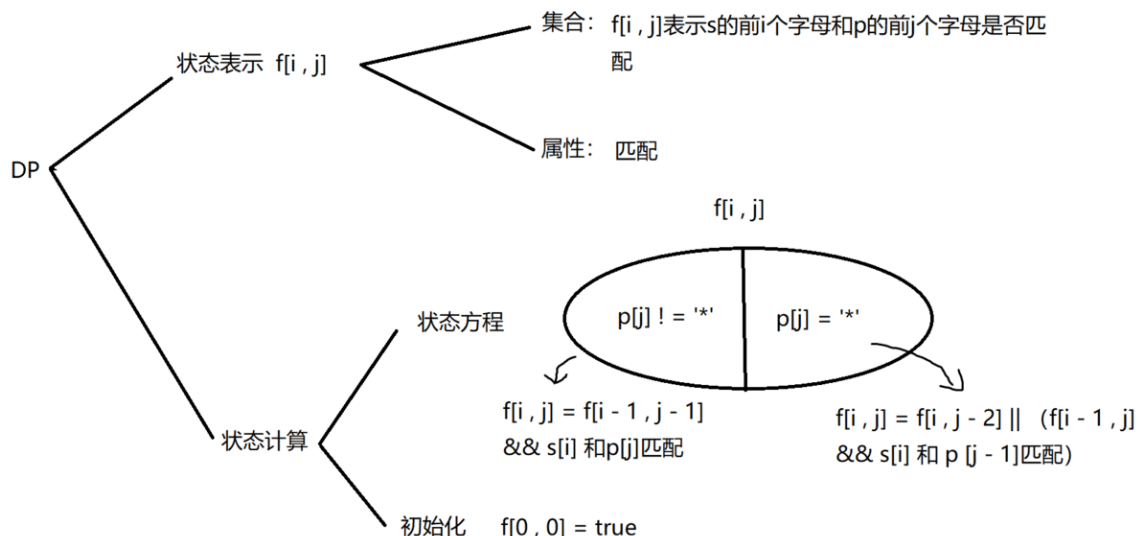 集合： f[i , j]表示s的前i个字母和p的前j个字母是否匹
配
状态表示 f[i , j]
属性： 匹配
DP
f[i , j]
状态方程
p[j] ! = '*'
p[j] = '*'
f[i , j] = f[i - 1 , j - 1]
&& s[i] 和p[j]匹配
f[i , j] = f[i , j - 2] || （f[i - 1 , j]
&& s[i] 和 p [j - 1]匹配）
状态计算
初始化 f[0 , 0] = true